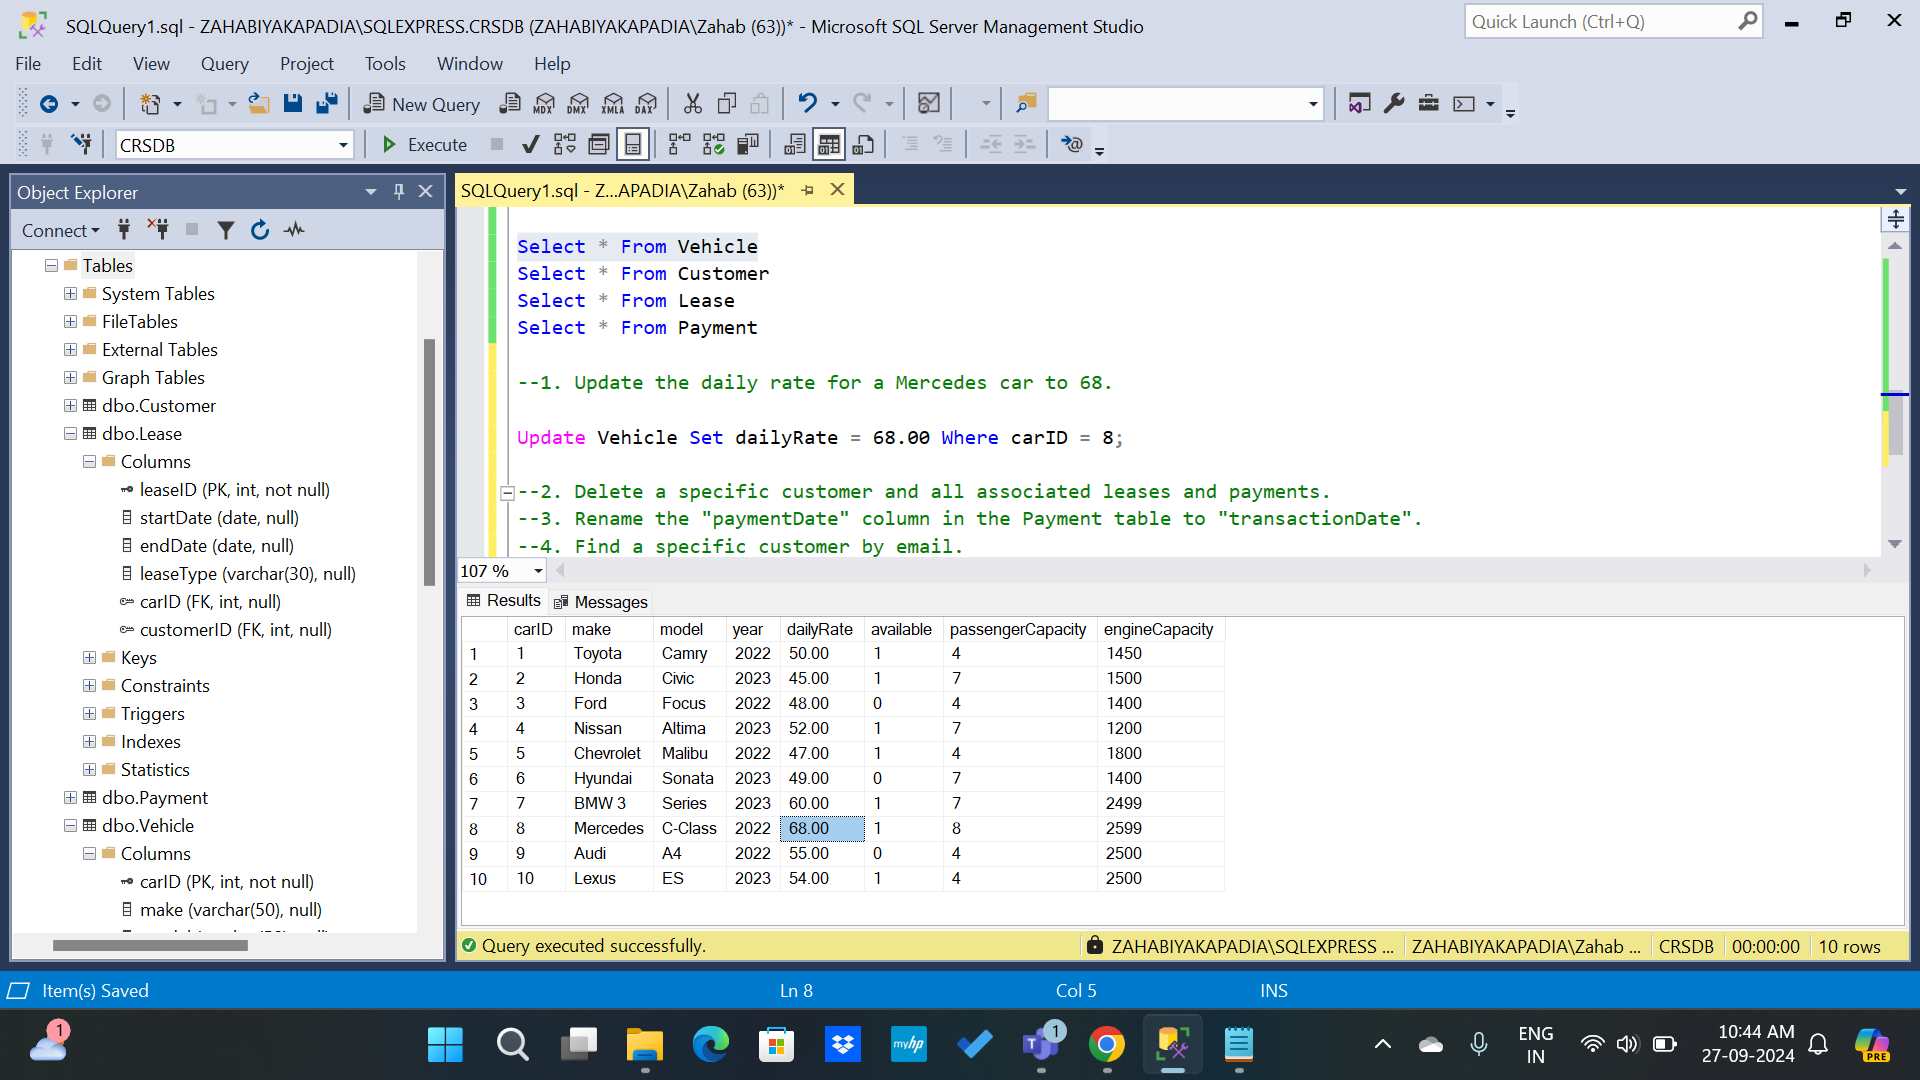 SQLQuery1.sql - ZAHABIYAKAPADIA\SQLEXPRESS.CRSDB (ZAHABIYAKAPADIA\Zahab (63))* - Microsoft SQL Server Management Studio
Quick Launch (Ctrl+Q)
File Edit View Query Project Tools Window Help
New Query MDX DMX XMLA DAX
CRSDB Execute
Object Explorer
SQLQuery1.sql - Z...APADIA\Zahab (63))*
Connect
Tables
System Tables
FileTables
External Tables
Graph Tables
dbo.Customer
dbo.Lease
Columns
leaseID (PK, int, not null)
startDate (date, null)
endDate (date, null)
leaseType (varchar(30), null)
carID (FK, int, null)
customerID (FK, int, null)
Keys
Constraints
Triggers
Indexes
Statistics
dbo.Payment
dbo.Vehicle
Columns
carID (PK, int, not null)
make (varchar(50), null)
Select * From Vehicle
Select * From Customer
Select * From Lease
Select * From Payment
--1. Update the daily rate for a Mercedes car to 68.
Update Vehicle Set dailyRate = 68.00 Where carID = 8;
--2. Delete a specific customer and all associated leases and payments.
--3. Rename the "paymentDate" column in the Payment table to "transactionDate".
--4. Find a specific customer by email.
107 %
Results Messages
carID make model year dailyRate available passengerCapacity engineCapacity
1 1 Toyota Camry 2022 50.00 1 4 1450
2 2 Honda Civic 2023 45.00 1 7 1500
3 3 Ford Focus 2022 48.00 0 4 1400
4 4 Nissan Altima 2023 52.00 1 7 1200
5 5 Chevrolet Malibu 2022 47.00 1 4 1800
6 6 Hyundai Sonata 2023 49.00 0 7 1400
7 7 BMW 3 Series 2023 60.00 1 7 2499
8 8 Mercedes C-Class 2022 68.00 1 8 2599
9 9 Audi A4 2022 55.00 0 4 2500
10 10 Lexus ES 2023 54.00 1 4 2500
Query executed successfully. ZAHABIYAKAPADIA\SQLEXPRESS ... ZAHABIYAKAPADIA\Zahab ... CRSDB 00:00:00 10 rows
Item(s) Saved Ln 8 Col 5 INS
1 myhp T 1 ENG 10:44 AM
IN 27-09-2024 PRE